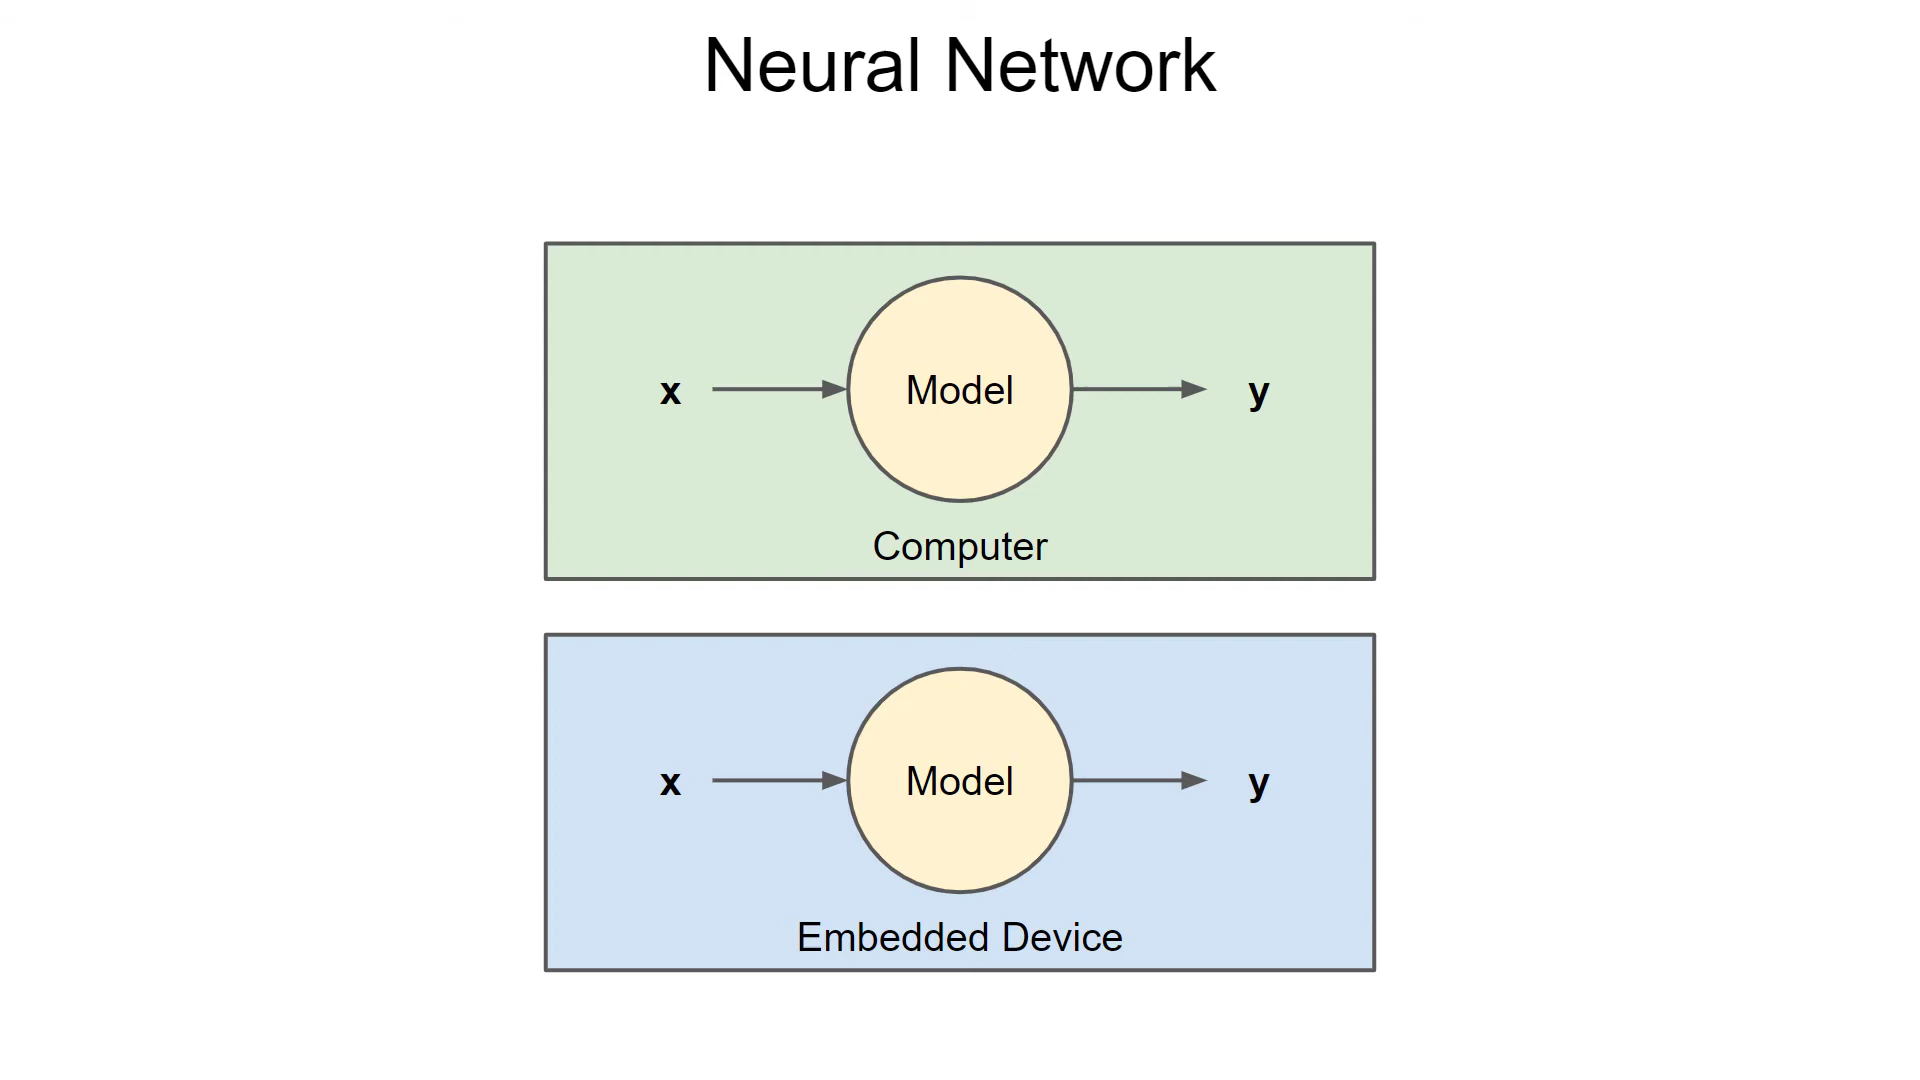 Neural Network
x
Model
y
Computer
x
Model
y
Embedded Device